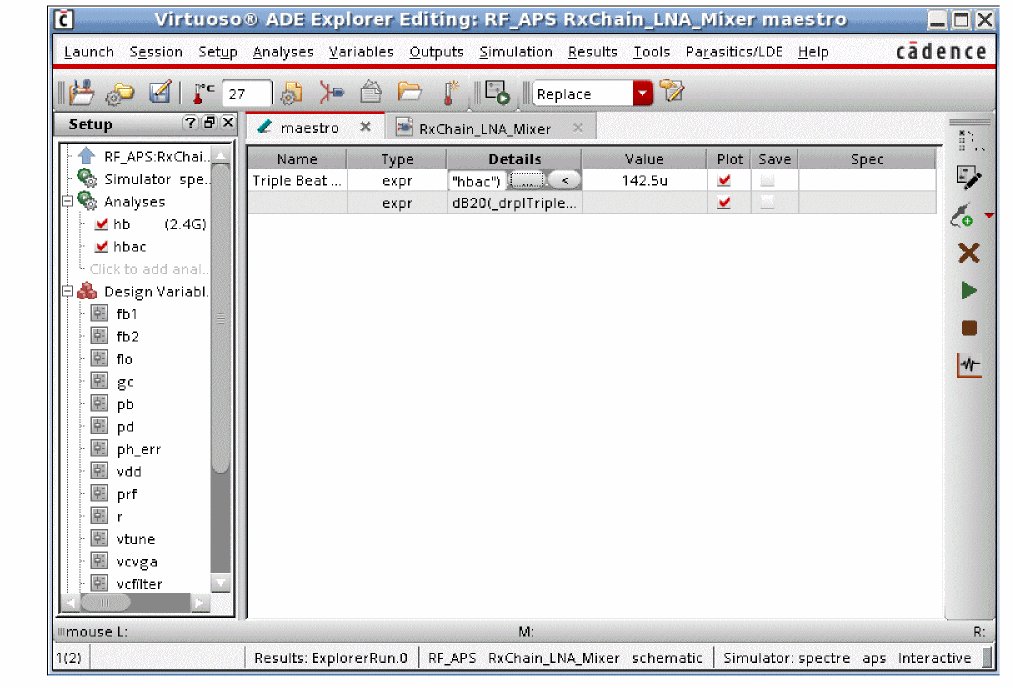 Virtuoso® ADE Explorer Editing: RF_APS RxChain_LNA_Mixer maestro
Launch Session Setup Analyses Variables Outputs Simulation Results Tools Parasitics/LDE Help cādence
°C 27 Replace
Setup
maestro RxChain_LNA_Mixer
RF_APS:RxChai..
Simulator spe..
Analyses
hb (2.4G)
hbac
Click to add anal..
Design Variabl.
fb1
fb2
flo
gc
pb
pd
ph_err
vdd
prf
r
vtune
vcvga
vcfilter
Name Type Details Value Plot Save Spec
Triple Beat ... expr "hbac") ...... < 142.5u
expr dB20(_drplTriple...
mouse L: M: R:
1(2) Results: ExplorerRun.0 RF_APS RxChain_LNA_Mixer schematic Simulator: spectre aps Interactive